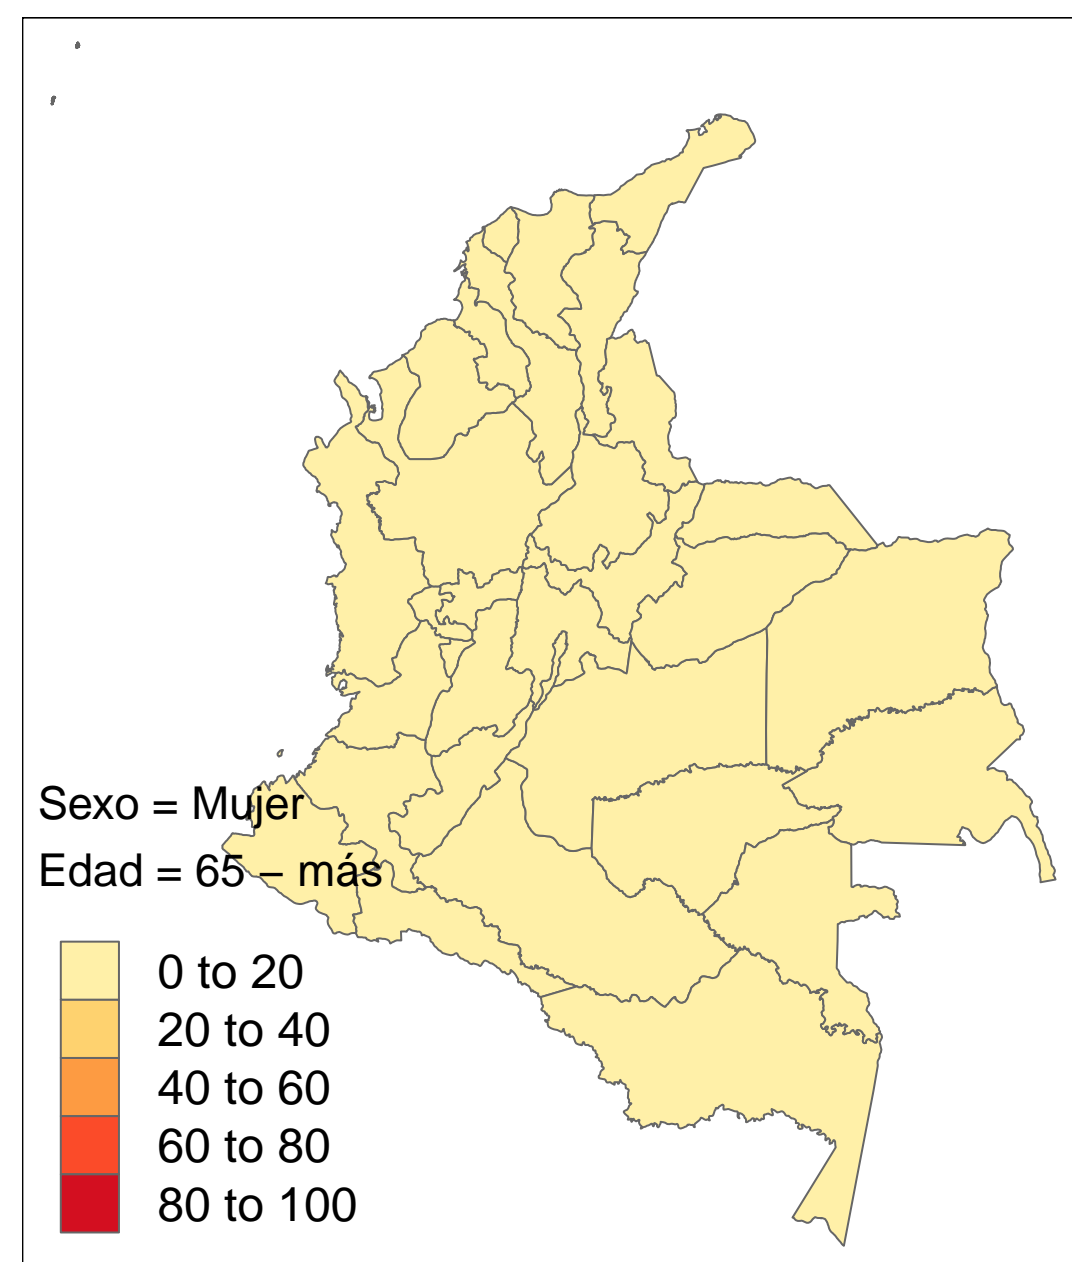 Sexo = Mujer
Edad = 65 – más
0 to 20
20 to 40
40 to 60
60 to 80
80 to 100